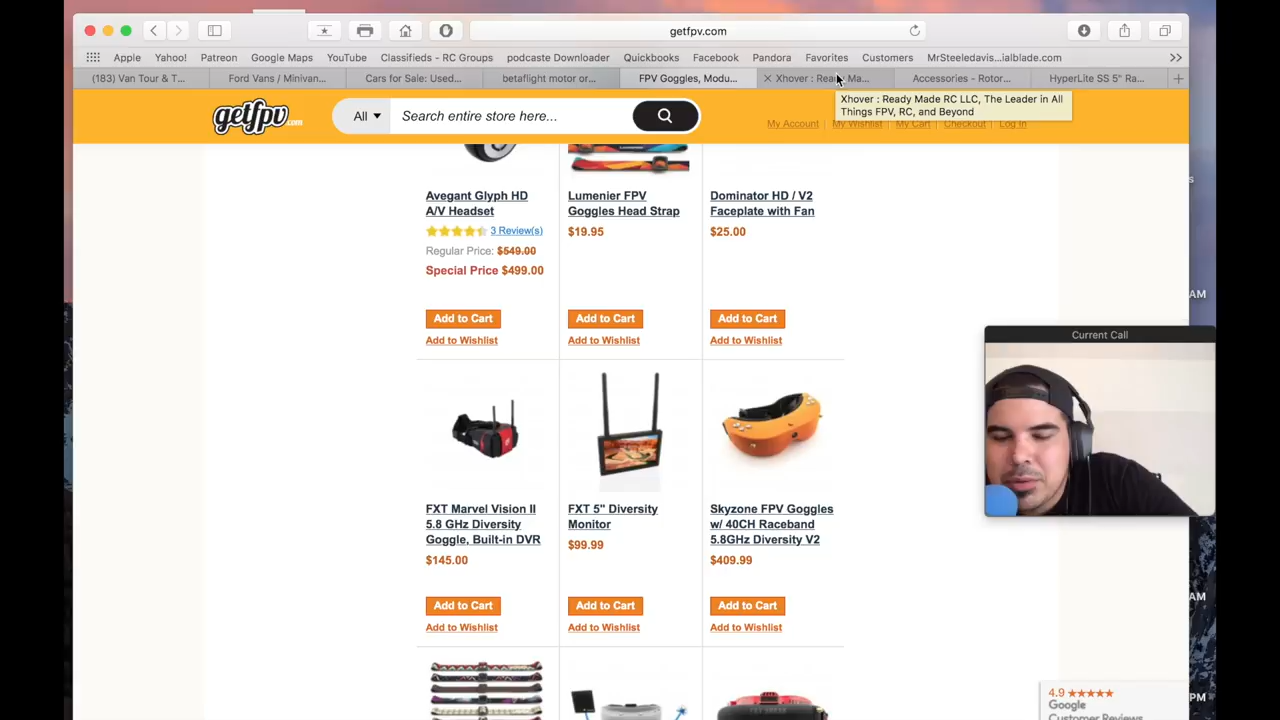 getfpv.com
Apple Yahoo! Patreon Google Maps YouTube Classifieds - RC Groups podcaste Downloader Quickbooks Facebook Pandora Favorites Customers MrSteeledavis...ialblade.com
(183) Van Tour & T... Ford Vans / Minivan... Cars for Sale: Used... betaflight motor or... FPV Goggles, Modu... Xhover : Ready Ma... Accessories - Rotor... HyperLite SS 5" Ra...
Xhover : Ready Made RC LLC, The Leader in All
Things FPV, RC, and Beyond
getfpv.com
All
Search entire store here...
My Account My Wishlist My Cart Checkout Log In
Avegant Glyph HD
A/V Headset
3 Review(s)
Regular Price: $549.00
Special Price $499.00
Add to Cart
Add to Wishlist
Lumenier FPV
Goggles Head Strap
$19.95
Add to Cart
Add to Wishlist
Dominator HD / V2
Faceplate with Fan
$25.00
Add to Cart
Add to Wishlist
AM
Current Call
FXT Marvel Vision II
5.8 GHz Diversity
Goggle, Built-in DVR
$145.00
Add to Cart
Add to Wishlist
FXT 5" Diversity
Monitor
$99.99
Add to Cart
Add to Wishlist
Skyzone FPV Goggles
w/ 40CH Raceband
5.8GHz Diversity V2
$409.99
Add to Cart
Add to Wishlist
AM
4.9
Google
Customer Reviews
PM